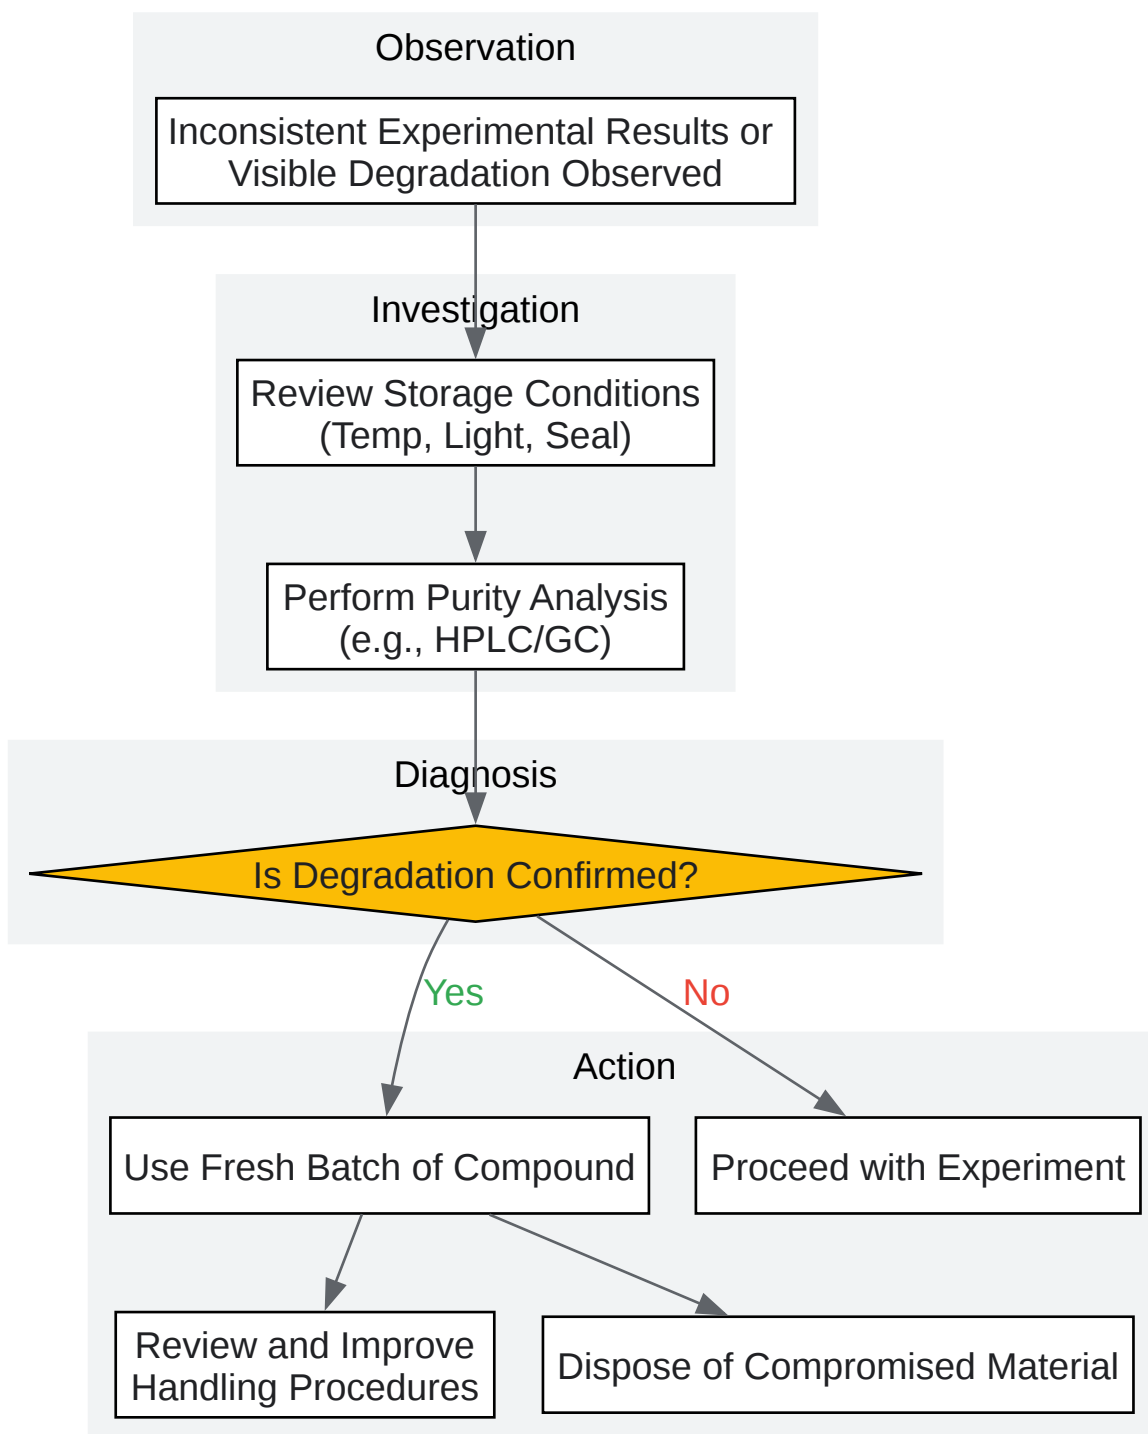 Observation
Inconsistent Experimental Results or
Visible Degradation Observed
Investigation
Review Storage Conditions
(Temp, Light, Seal)
Perform Purity Analysis
(e.g., HPLC/GC)
Diagnosis
Is Degradation Confirmed?
Yes
No
Action
Use Fresh Batch of Compound
Proceed with Experiment
Review and Improve
Handling Procedures
Dispose of Compromised Material